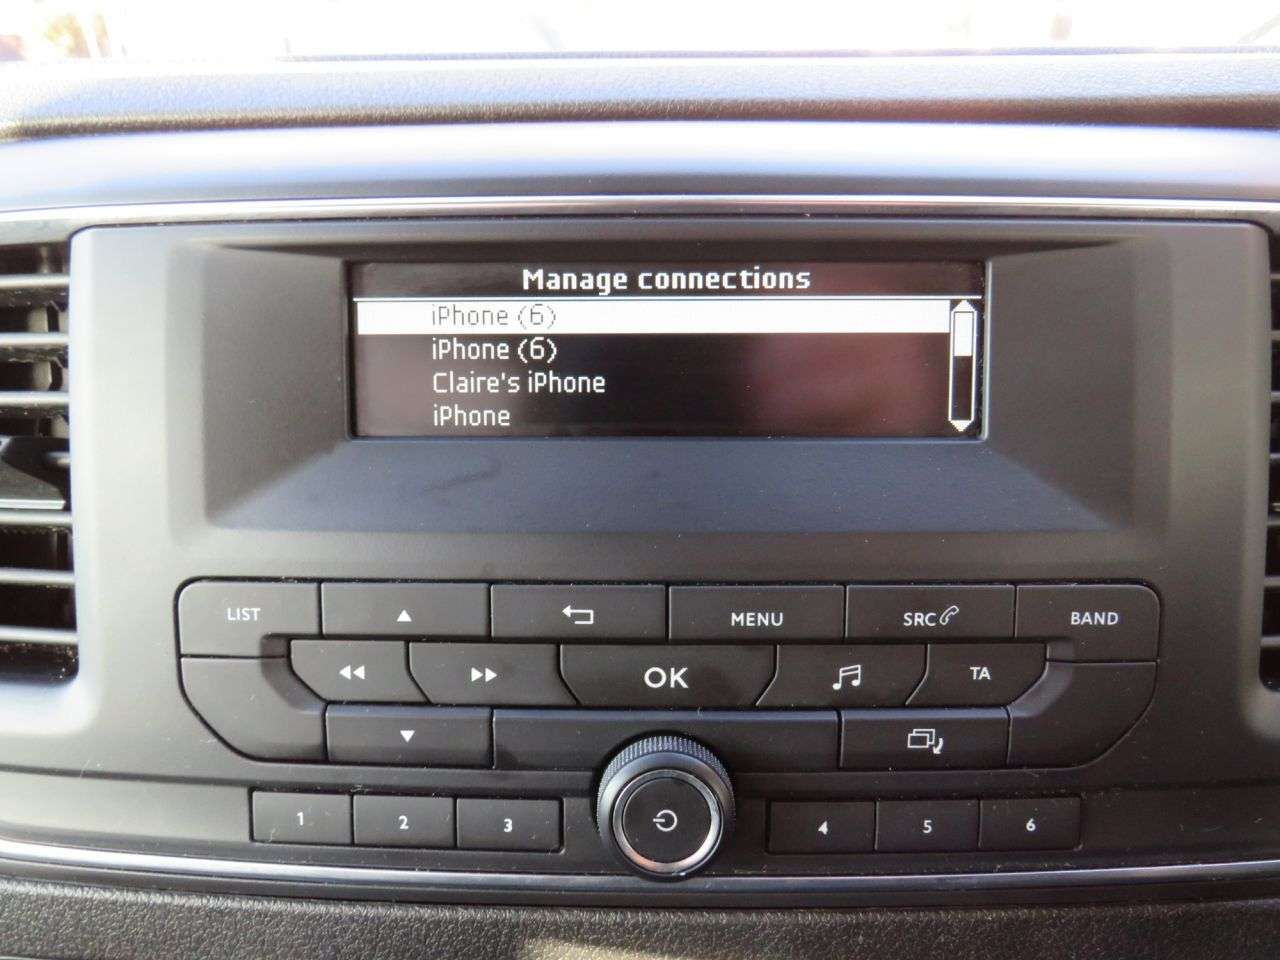 Manage connections
iPhone (6)
iPhone (6)
Claire's iPhone
iPhone
LIST
MENU
SRC
BAND
OK
TA
1
2
3
4
5
6